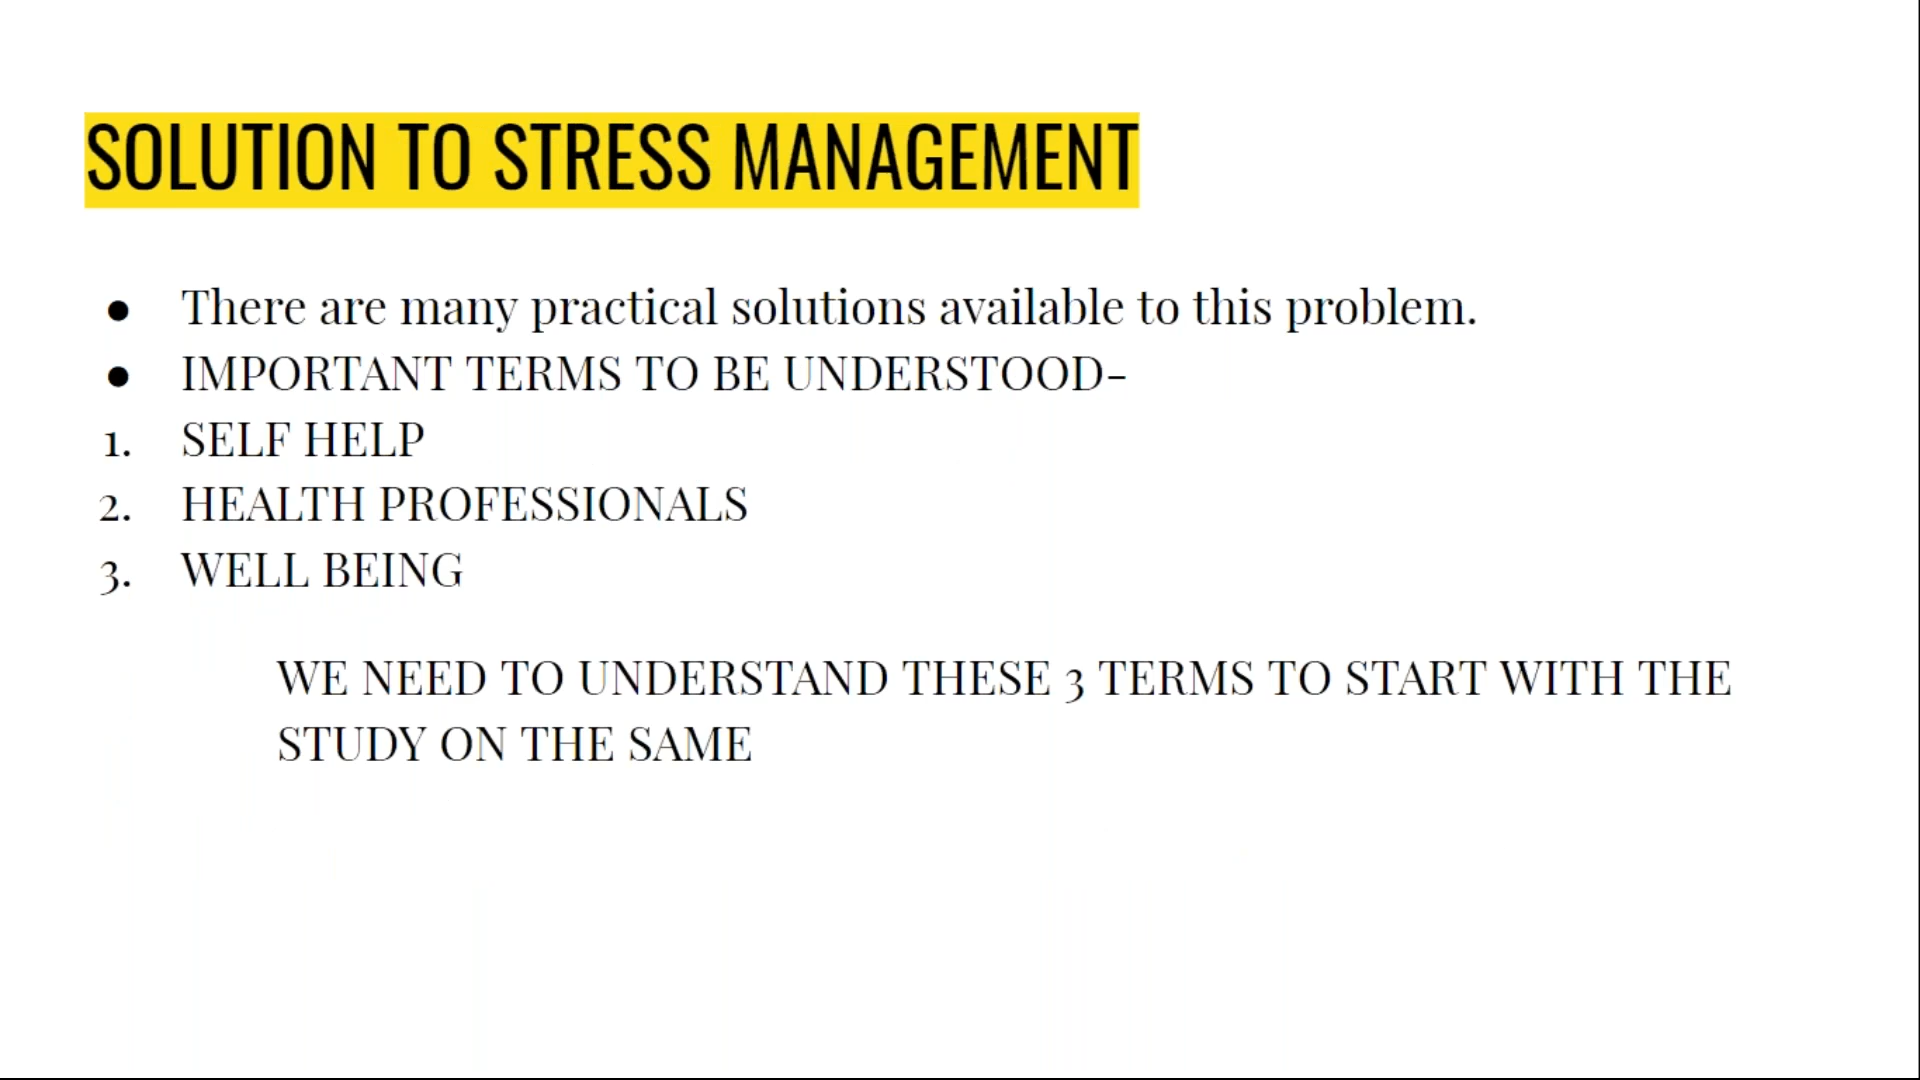 SOLUTION TO STRESS MANAGEMENT
● There are many practical solutions available to this problem.
● IMPORTANT TERMS TO BE UNDERSTOOD-
1. SELF HELP
2. HEALTH PROFESSIONALS
3. WELL BEING
WE NEED TO UNDERSTAND THESE 3 TERMS TO START WITH THE
STUDY ON THE SAME